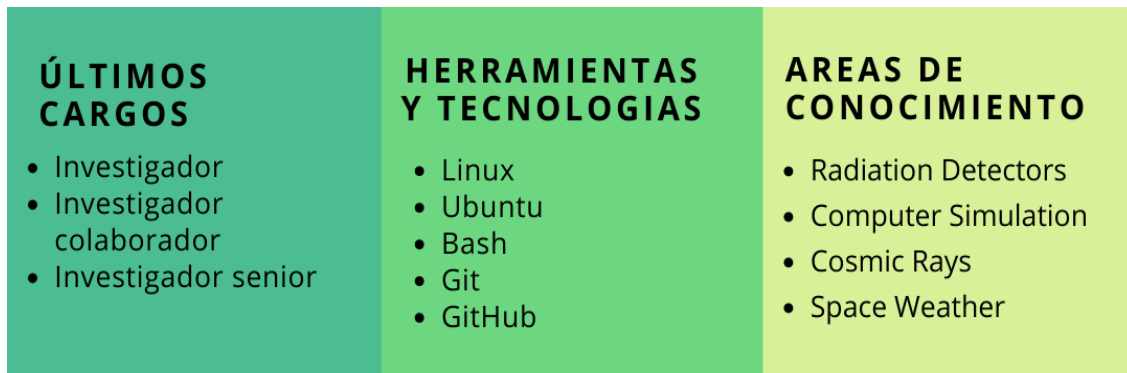 ÚLTIMOS
CARGOS
• Investigador
• Investigador
colaborador
• Investigador senior
HERRAMIENTAS
Y TECNOLOGIAS
• Linux
• Ubuntu
• Bash
• Git
• GitHub
AREAS DE
CONOCIMIENTO
• Radiation Detectors
• Computer Simulation
• Cosmic Rays
• Space Weather